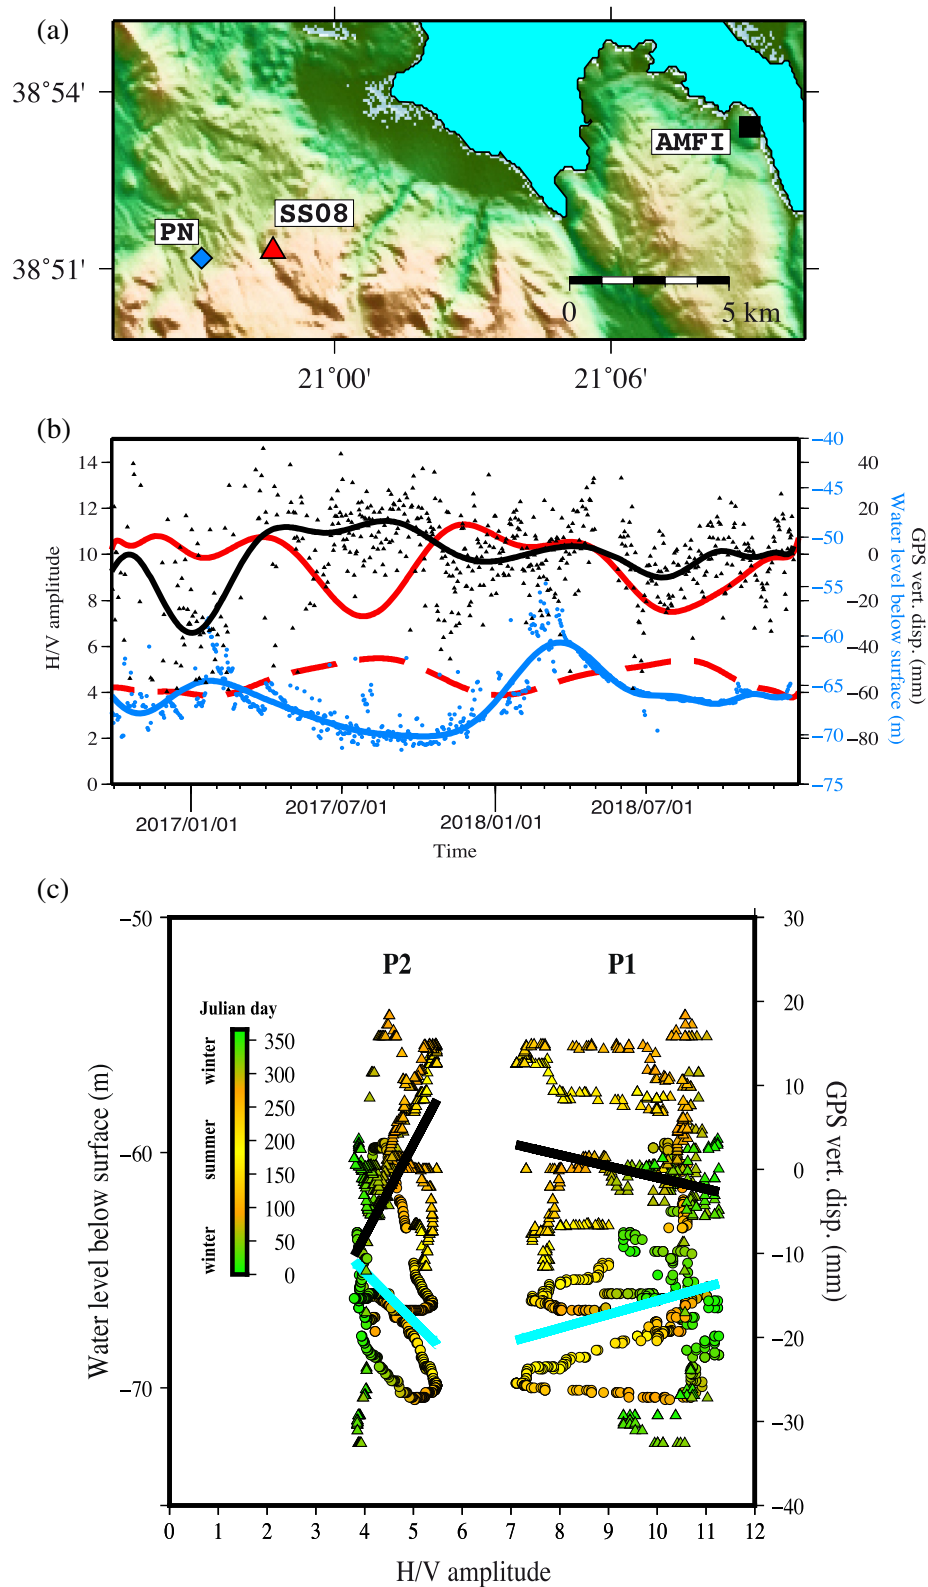 (a)
38°54'
AMFI
SS08
PN
38°51'
0 5 km
21°00' 21°06'
(b)
−40
14 40
−45
12 20
−50
10 0
−55
8 −20
−60
6 −40
−65
4 −60
−70
2 −80
0 −75
H/V amplitude
Water level below surface (m)
GPS vert. disp. (mm)
2017/01/01 2017/07/01 2018/01/01 2018/07/01
Time
(c)
−50 30
P2 P1
20
Julian day
350
300
250
200
150
100
50
0
winter
summer
winter
10
−60
0
−10
−20
−70
−30
−40
Water level below surface (m)
GPS vert. disp. (mm)
0 1 2 3 4 5 6 7 8 9 10 11 12
H/V amplitude